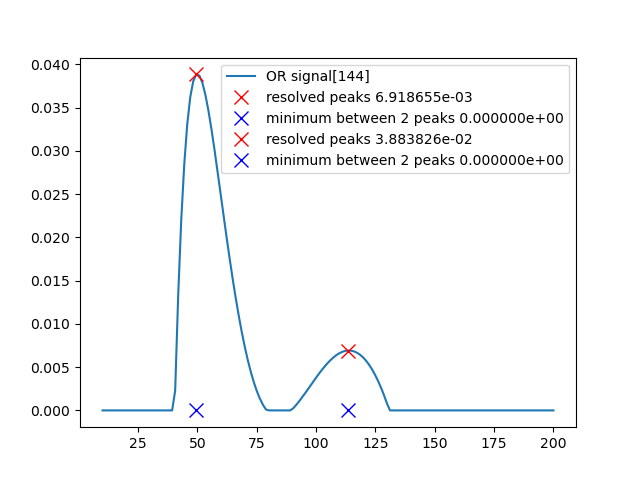 0.040
0.035
0.030
0.025
0.020
0.015
0.010
0.005
0.000
OR signal[144]
resolved peaks 6.918655e-03
minimum between 2 peaks 0.000000e+00
resolved peaks 3.883826e-02
minimum between 2 peaks 0.000000e+00
25 50 75 100 125 150 175 200